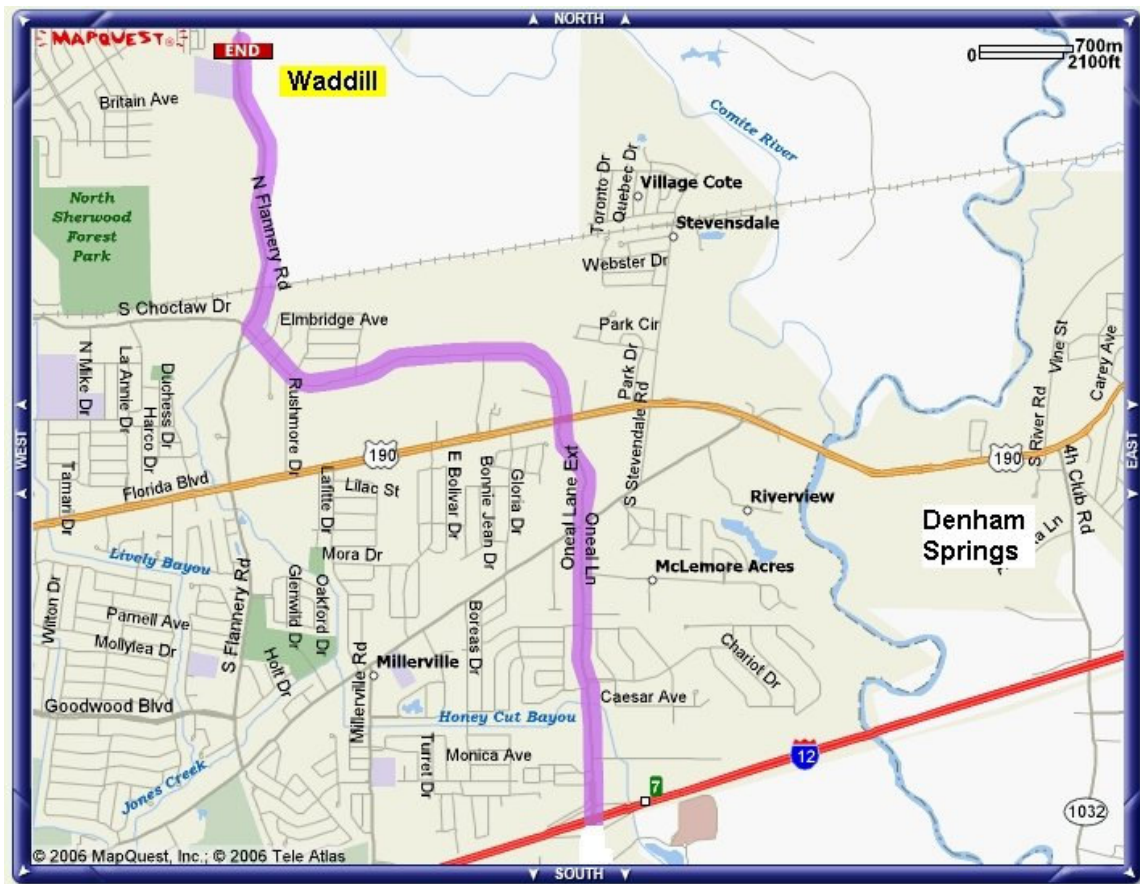 NORTH
MAPQUEST
END
Waddill
700m
0
2100ft
Britain Ave
Comite River
North
Sherwood
Forest
Park
N Flannery Rd
Toronto Dr
Quebec Dr
Village Cote
Stevensdale
Webster Dr
S Choctaw Dr
Elmbridge Ave
Park Cir
Park Dr
N Mike Dr
La Annie Dr
Harco Dr
Duchess Dr
Rushmore Dr
S Stevendale Rd
Vine St
Carey Ave
S River Rd
WEST
EAST
190
190
Florida Blvd
Tamari Dr
Lafitte Dr
Lilac St
E Bolivar Dr
Bonnie Jean Dr
Gloria Dr
Oneal Lane Ext
Oneal Ln
Riverview
4h Club Rd
Denham
Springs
Lively Bayou
Mora Dr
McLemore Acres
Wilton Dr
Parnell Ave
Mollylea Dr
S Flannery Rd
Glenwild Dr
Oakford Dr
Holt Dr
Boreas Dr
Millerville
Millerville Rd
Chariot Dr
Goodwood Blvd
Caesar Ave
Honey Cut Bayou
Turret Dr
Monica Ave
Jones Creek
7
12
1032
© 2006 MapQuest, Inc.; © 2006 Tele Atlas
SOUTH